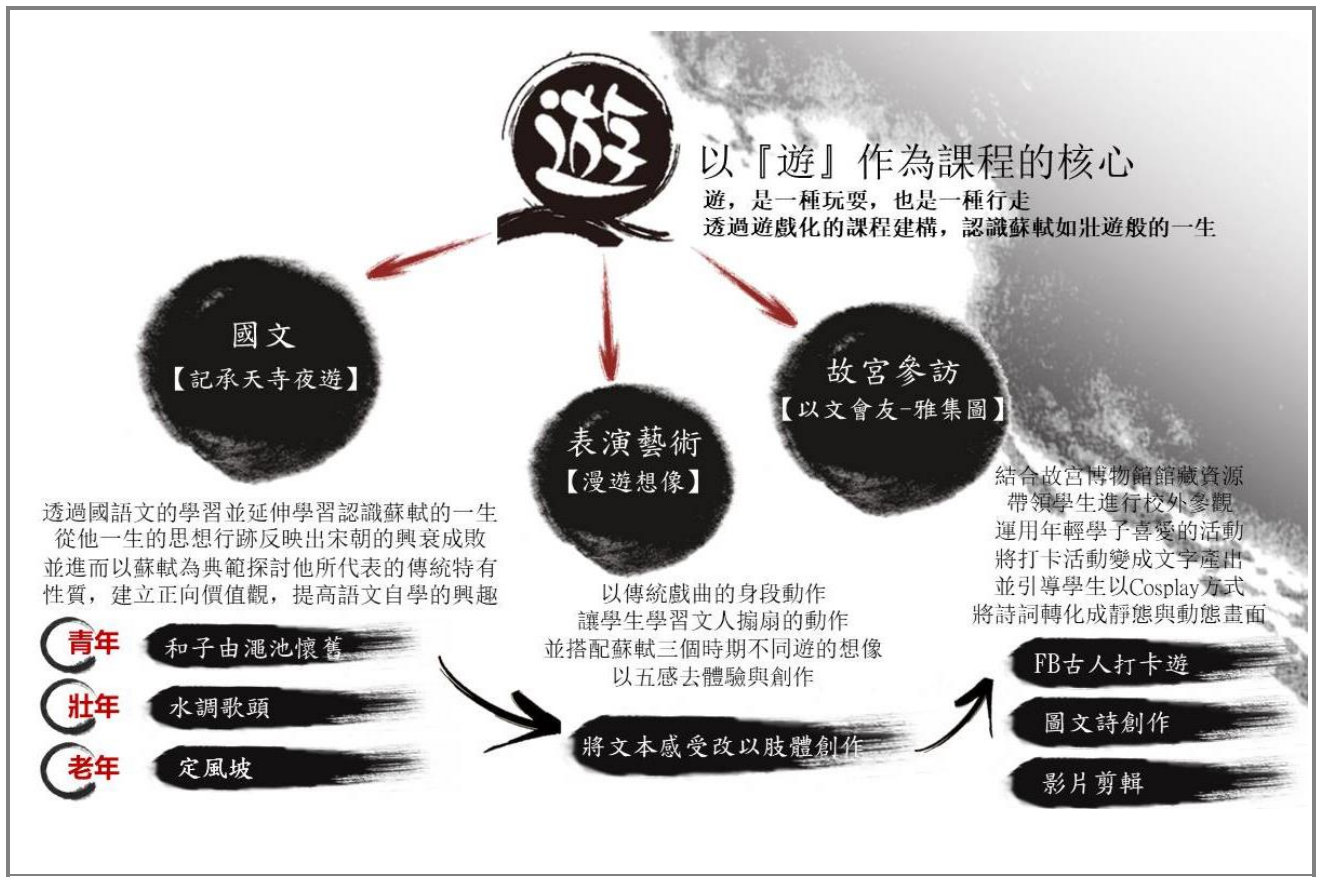 遊
以『遊』作為課程的核心
遊，是一種玩耍，也是一種行走
透過遊戲化的課程建構，認識蘇軾如壯遊般的一生
國文
【記承天寺夜遊】
透過國語文的學習並延伸學習認識蘇軾的一生
從他一生的思想行跡反映出宋朝的興衰成敗
並進而以蘇軾為典範探討他所代表的傳統特有
性質，建立正向價值觀，提高語文自學的興趣
青年 和子由澠池懷舊
壯年 水調歌頭
老年 定風坡
表演藝術
【漫遊想像】
以傳統戲曲的身段動作
讓學生學習文人搧扇的動作
並搭配蘇軾三個時期不同遊的想像
以五感去體驗與創作
將文本感受改以肢體創作
故宮參訪
【以文會友-雅集圖】
結合故宮博物館館藏資源
帶領學生進行校外參觀
運用年輕學子喜愛的活動
將打卡活動變成文字產出
並引導學生以Cosplay方式
將詩詞轉化成靜態與動態畫面
FB古人打卡遊
圖文詩創作
影片剪輯